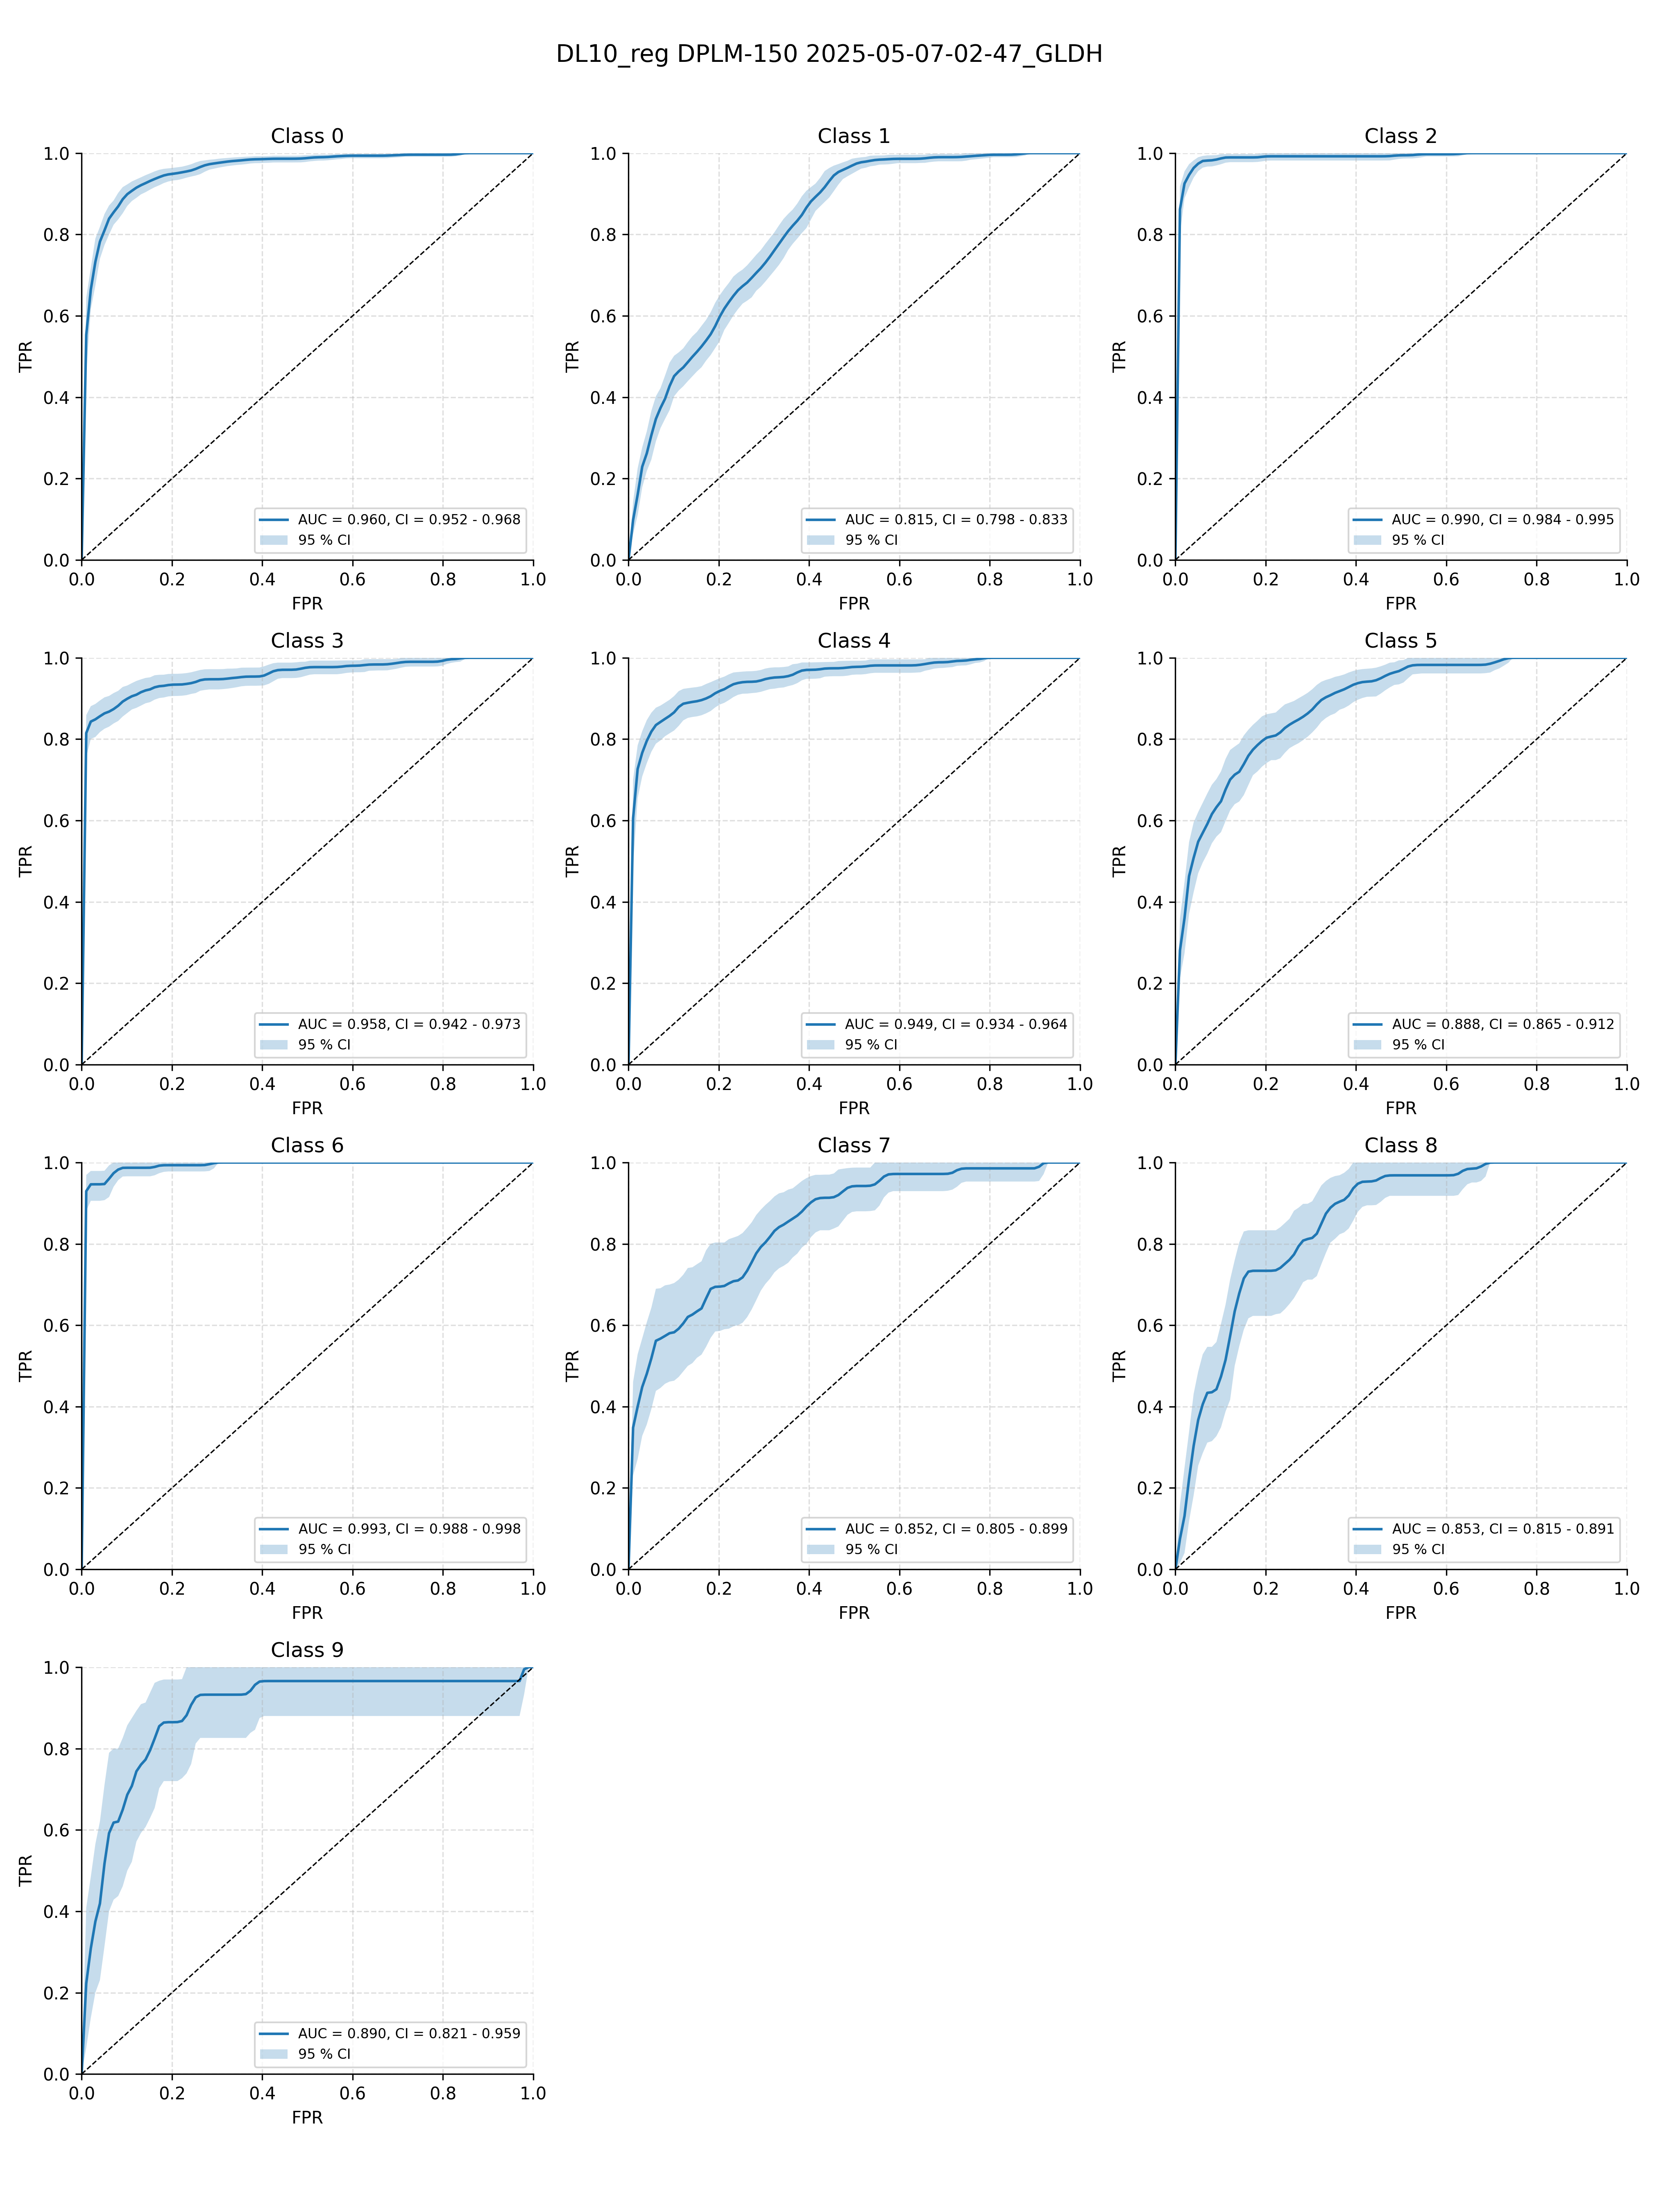 DL10_reg DPLM-150 2025-05-07-02-47_GLDH
Class 0
1.0
0.8
0.6
0.4
0.2
0.0
TPR
AUC = 0.960, CI = 0.952 - 0.968
95 % CI
0.0 0.2 0.4 0.6 0.8 1.0
FPR
Class 1
1.0
0.8
0.6
0.4
0.2
0.0
TPR
AUC = 0.815, CI = 0.798 - 0.833
95 % CI
0.0 0.2 0.4 0.6 0.8 1.0
FPR
Class 2
1.0
0.8
0.6
0.4
0.2
0.0
TPR
AUC = 0.990, CI = 0.984 - 0.995
95 % CI
0.0 0.2 0.4 0.6 0.8 1.0
FPR
Class 3
1.0
0.8
0.6
0.4
0.2
0.0
TPR
AUC = 0.958, CI = 0.942 - 0.973
95 % CI
0.0 0.2 0.4 0.6 0.8 1.0
FPR
Class 4
1.0
0.8
0.6
0.4
0.2
0.0
TPR
AUC = 0.949, CI = 0.934 - 0.964
95 % CI
0.0 0.2 0.4 0.6 0.8 1.0
FPR
Class 5
1.0
0.8
0.6
0.4
0.2
0.0
TPR
AUC = 0.888, CI = 0.865 - 0.912
95 % CI
0.0 0.2 0.4 0.6 0.8 1.0
FPR
Class 6
1.0
0.8
0.6
0.4
0.2
0.0
TPR
AUC = 0.993, CI = 0.988 - 0.998
95 % CI
0.0 0.2 0.4 0.6 0.8 1.0
FPR
Class 7
1.0
0.8
0.6
0.4
0.2
0.0
TPR
AUC = 0.852, CI = 0.805 - 0.899
95 % CI
0.0 0.2 0.4 0.6 0.8 1.0
FPR
Class 8
1.0
0.8
0.6
0.4
0.2
0.0
TPR
AUC = 0.853, CI = 0.815 - 0.891
95 % CI
0.0 0.2 0.4 0.6 0.8 1.0
FPR
Class 9
1.0
0.8
0.6
0.4
0.2
0.0
TPR
AUC = 0.890, CI = 0.821 - 0.959
95 % CI
0.0 0.2 0.4 0.6 0.8 1.0
FPR